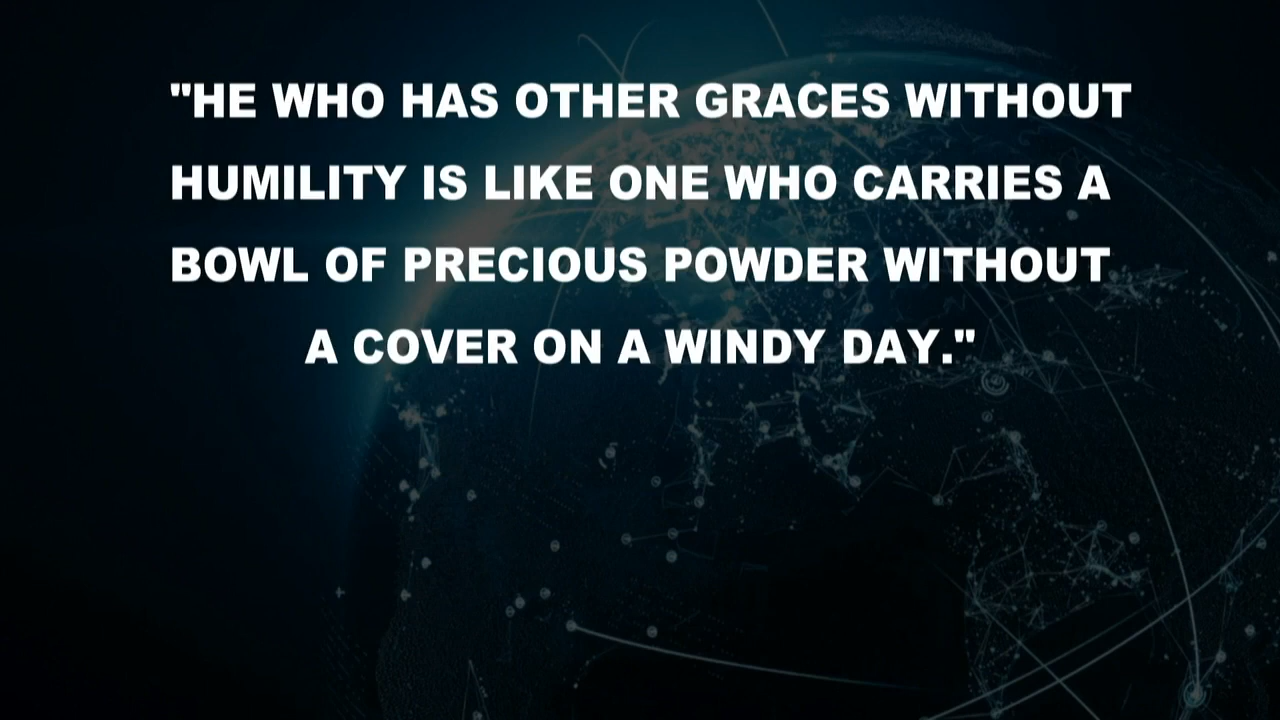 "HE WHO HAS OTHER GRACES WITHOUT
HUMILITY IS LIKE ONE WHO CARRIES A
BOWL OF PRECIOUS POWDER WITHOUT
A COVER ON A WINDY DAY."